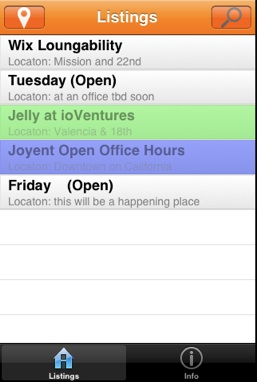 Listings
Wix Loungability
Locaton: Mission and 22nd
Tuesday (Open)
Locaton: at an office tbd soon
Jelly at ioVentures
Locaton: Valencia & 18th
Joyent Open Office Hours
Locaton: Downtown on California
Friday (Open)
Locaton: this will be a happening place
Listings
Info